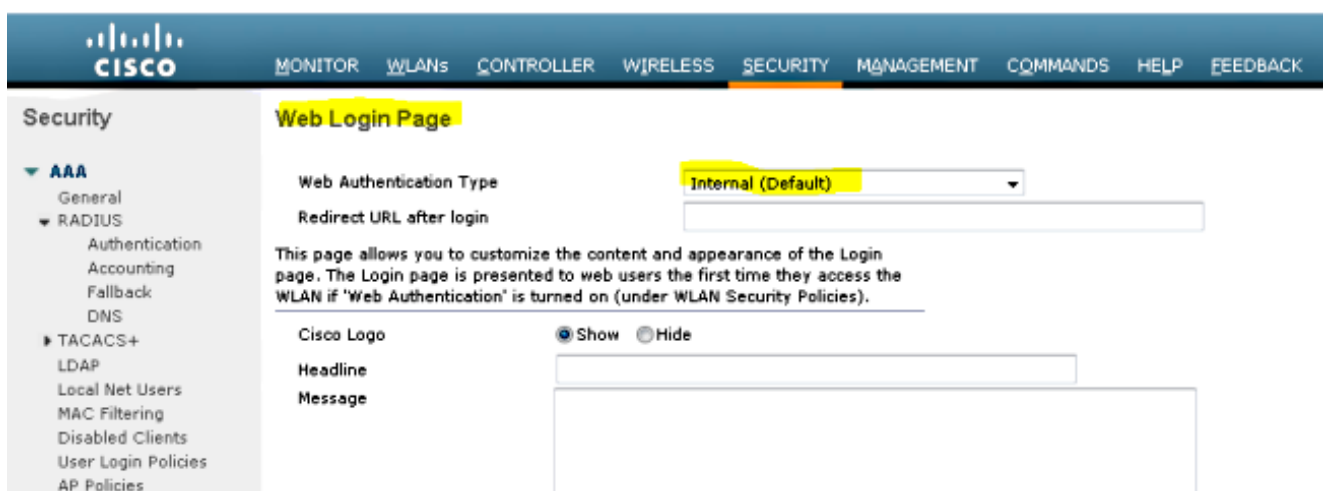 CISCO
MONITOR WLANs CONTROLLER WIRELESS SECURITY MANAGEMENT COMMANDS HELP FEEDBACK
Security
AAA
General
RADIUS
Authentication
Accounting
Fallback
DNS
TACACS+
LDAP
Local Net Users
MAC Filtering
Disabled Clients
User Login Policies
AP Policies
Web Login Page
Web Authentication Type Internal (Default)
Redirect URL after login
This page allows you to customize the content and appearance of the Login
page. The Login page is presented to web users the first time they access the
WLAN if 'Web Authentication' is turned on (under WLAN Security Policies).
Cisco Logo Show Hide
Headline
Message